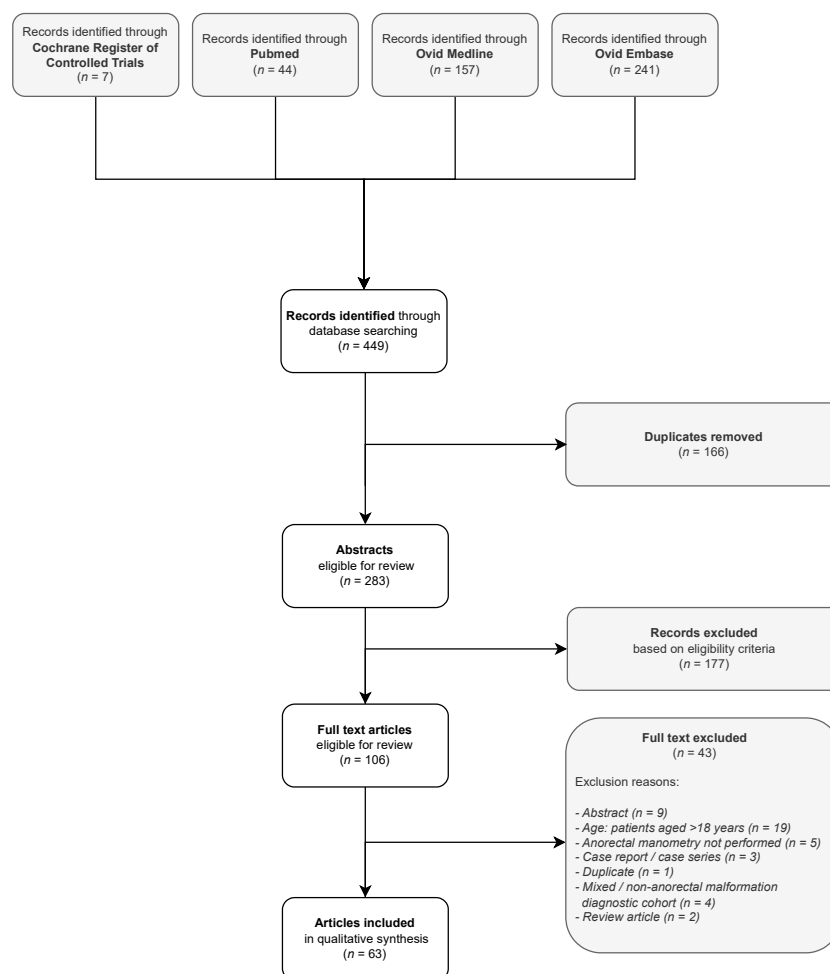 Records identified through
Cochrane Register of
Controlled Trials
(n = 7)
Records identified through
Pubmed
(n = 44)
Records identified through
Ovid Medline
(n = 157)
Records identified through
Ovid Embase
(n = 241)
Records identified through
database searching
(n = 449)
Duplicates removed
(n = 166)
Abstracts
eligible for review
(n = 283)
Records excluded
based on eligibility criteria
(n = 177)
Full text articles
eligible for review
(n = 106)
Full text excluded
(n = 43)
Exclusion reasons:
- Abstract (n = 9)
- Age: patients aged >18 years (n = 19)
- Anorectal manometry not performed (n = 5)
- Case report / case series (n = 3)
- Duplicate (n = 1)
- Mixed / non-anorectal malformation
diagnostic cohort (n = 4)
- Review article (n = 2)
Articles included
in qualitative synthesis
(n = 63)